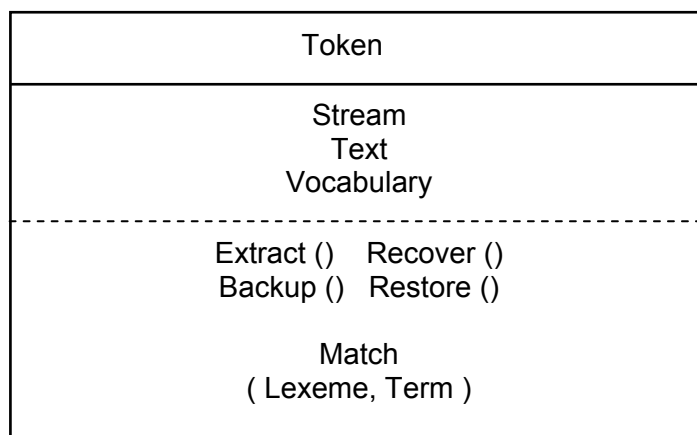 Token
Stream
Text
Vocabulary
Extract () Recover ()
Backup () Restore ()
Match
( Lexeme, Term )